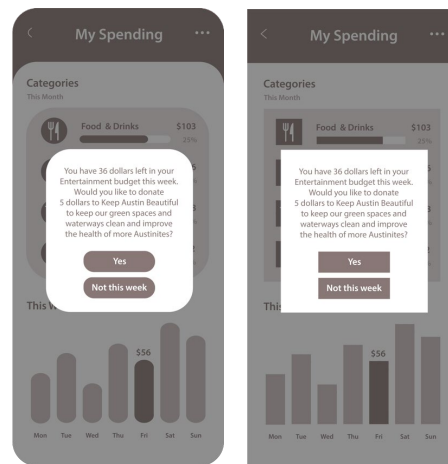 My Spending
Categories
This Month
Food & Drinks $103
25%
You have 36 dollars left in your
Entertainment budget this week.
Would you like to donate
5 dollars to Keep Austin Beautiful
to keep our green spaces and
waterways clean and improve
the health of more Austinites?
Yes
Not this week
This
$56
Mon Tue Wed Thu Fri Sat Sun
My Spending
Categories
This Month
Food & Drinks $103
25%
You have 36 dollars left in your
Entertainment budget this week.
Would you like to donate
5 dollars to Keep Austin Beautiful
to keep our green spaces and
waterways clean and improve
the health of more Austinites?
Yes
Not this week
This
$56
Mon Tue Wed Thu Fri Sat Sun